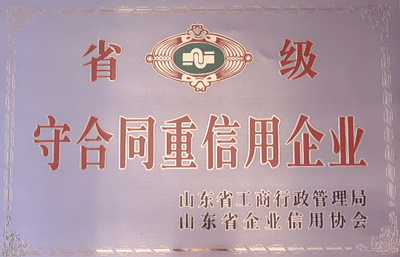 省级
守合同重信用企业
山东省工商行政管理局
山东省企业信用协会